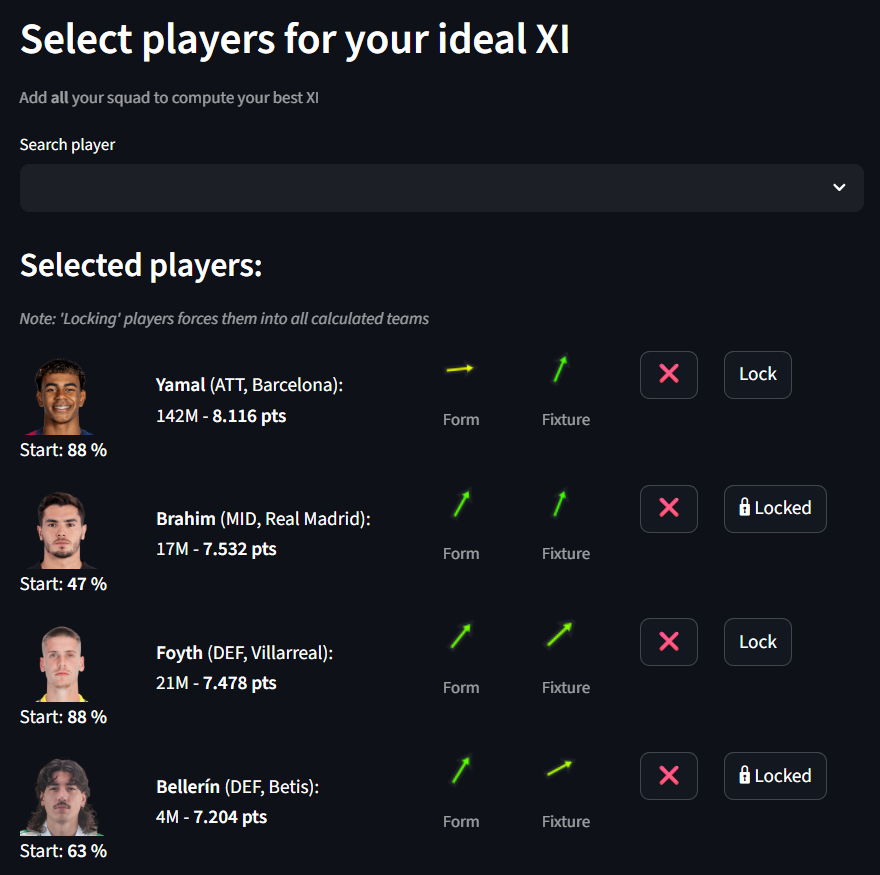 Select players for your ideal XI
Add all your squad to compute your best XI
Search player
Selected players:
Note: 'Locking' players forces them into all calculated teams
Yamal (ATT, Barcelona):
142M - 8.116 pts
Start: 88 %
Form
Fixture
Lock
Brahim (MID, Real Madrid):
17M - 7.532 pts
Start: 47 %
Form
Fixture
Locked
Foyth (DEF, Villarreal):
21M - 7.478 pts
Start: 88 %
Form
Fixture
Lock
Bellerín (DEF, Betis):
4M - 7.204 pts
Start: 63 %
Form
Fixture
Locked